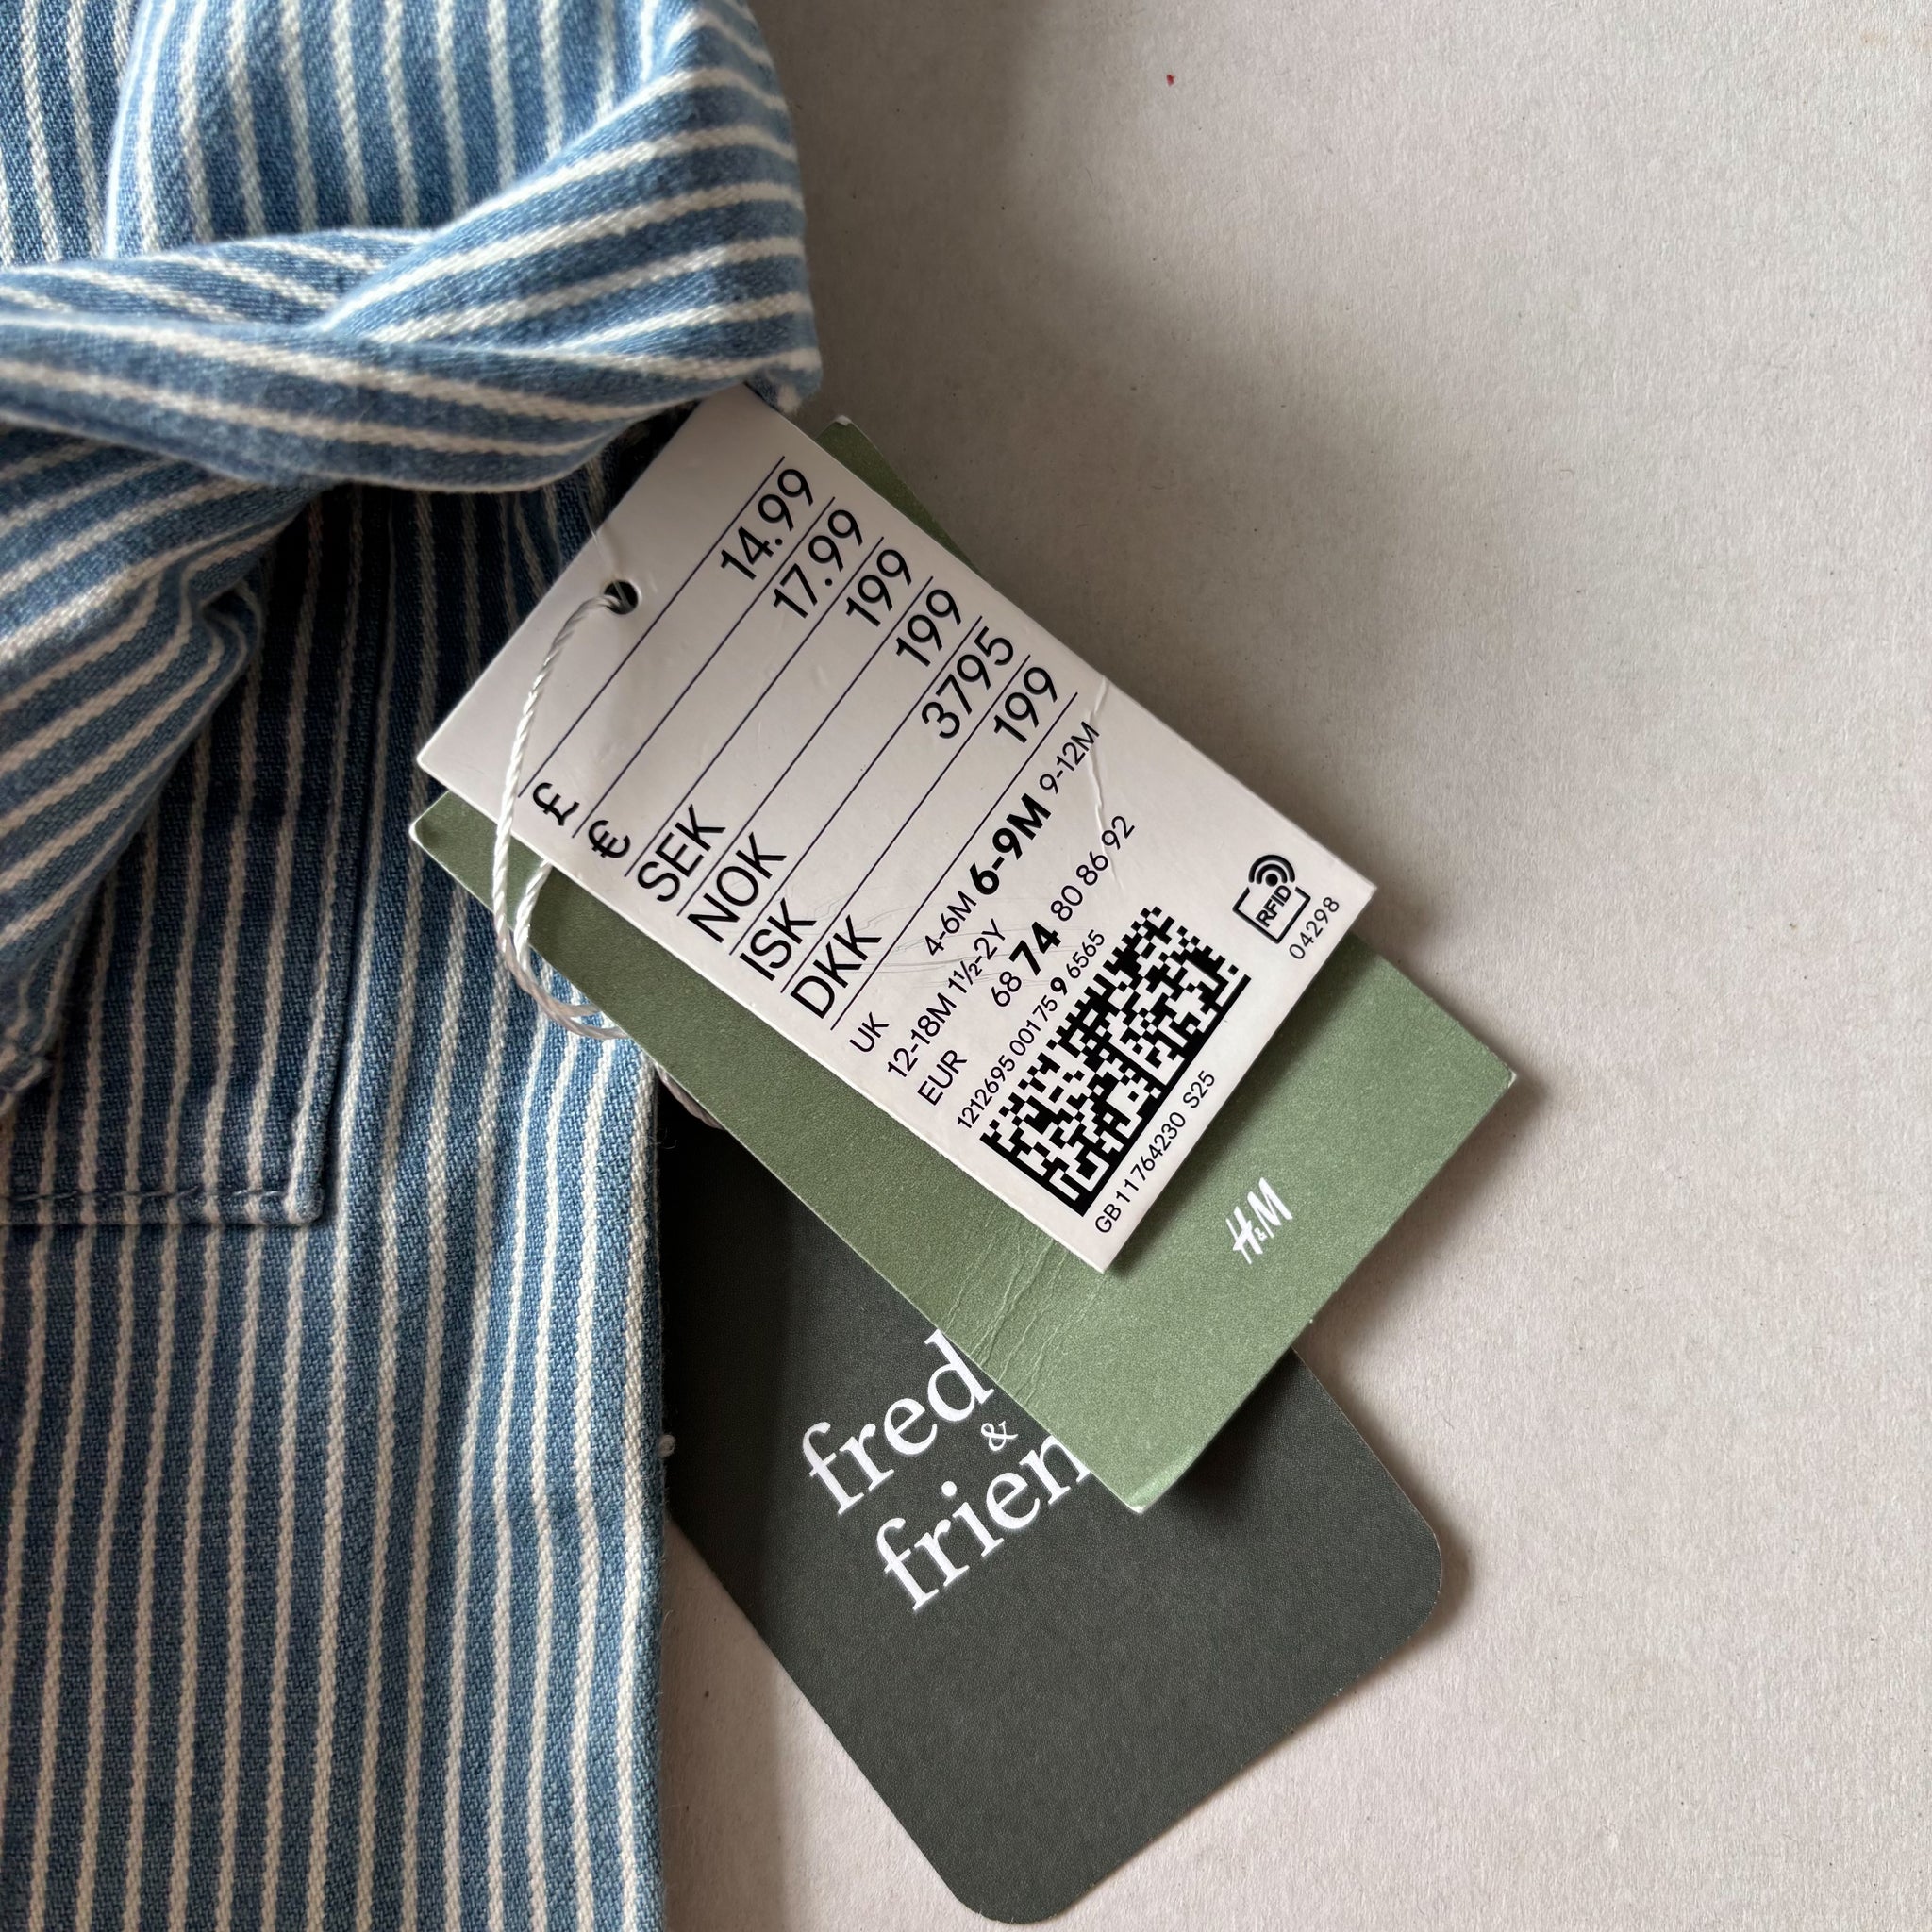 £ 14.99
€ 17.99
SEK 199
NOK 199
ISK 3795
DKK 199
UK 4-6M 6-9M 9-12M
12-18M 1½-2Y
EUR 68 74 80 86 92
1212695 001 75 9 6565
GB11764230 S25
RFID
04298
H&M
fred
&
frien